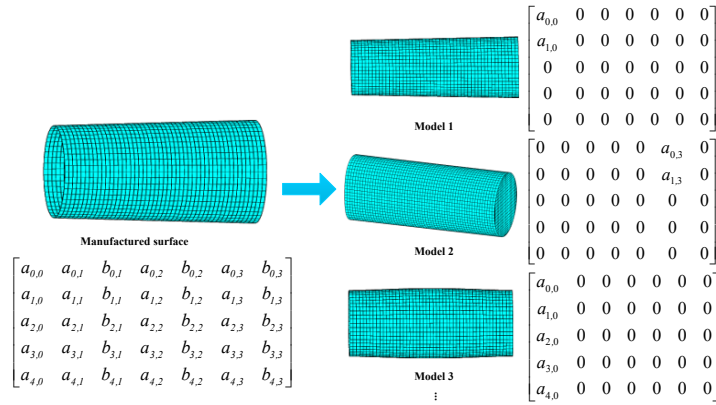 Manufactured surface
a0,0 a0,1 b0,1 a0,2 b0,2 a0,3 b0,3
a1,0 a1,1 b1,1 a1,2 b1,2 a1,3 b1,3
a2,0 a2,1 b2,1 a2,2 b2,2 a2,3 b2,3
a3,0 a3,1 b3,1 a3,2 b3,2 a3,3 b3,3
a4,0 a4,1 b4,1 a4,2 b4,2 a4,3 b4,3
Model 1
a0,0 0 0 0 0 0 0
a1,0 0 0 0 0 0 0
0 0 0 0 0 0 0
0 0 0 0 0 0 0
0 0 0 0 0 0 0
Model 2
0 0 0 0 0 a0,3 0
0 0 0 0 0 a1,3 0
0 0 0 0 0 0 0
0 0 0 0 0 0 0
0 0 0 0 0 0 0
Model 3
a0,0 0 0 0 0 0 0
a1,0 0 0 0 0 0 0
a2,0 0 0 0 0 0 0
a3,0 0 0 0 0 0 0
a4,0 0 0 0 0 0 0
⋮